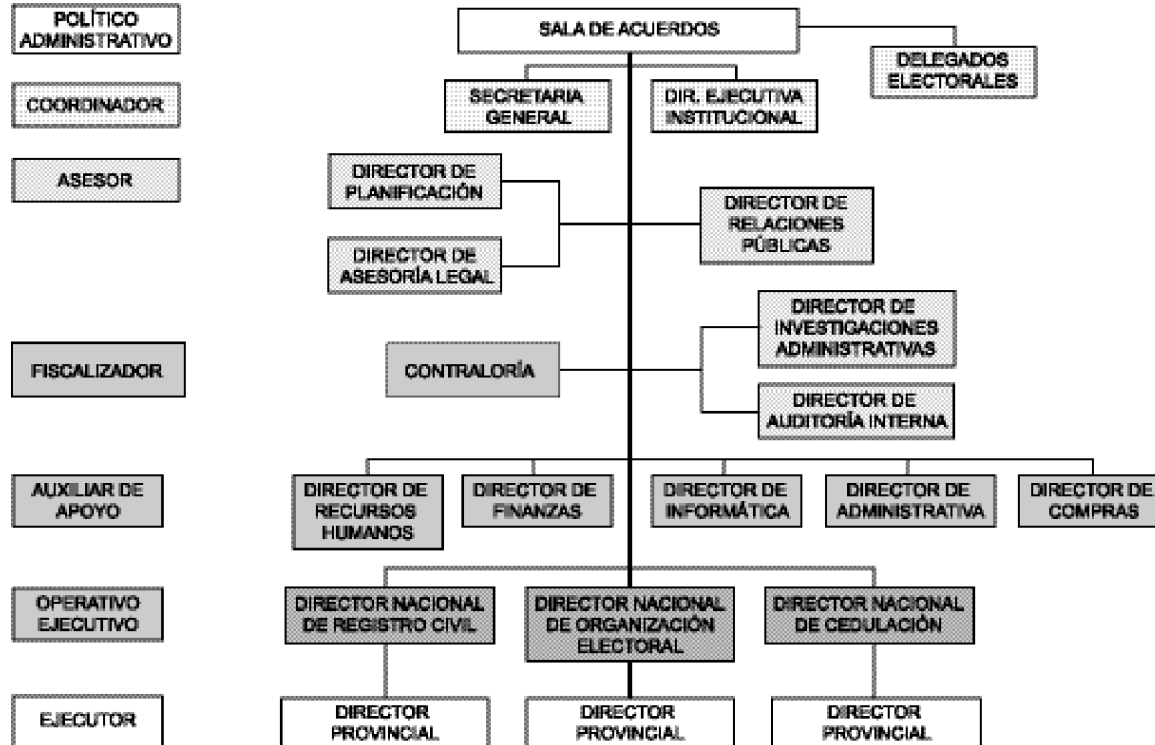 POLÍTICO
ADMINISTRATIVO
SALA DE ACUERDOS
DELEGADOS
ELECTORALES
COORDINADOR
SECRETARIA
GENERAL
DIR. EJECUTIVA
INSTITUCIONAL
ASESOR
DIRECTOR DE
PLANIFICACIÓN
DIRECTOR DE
RELACIONES
PÚBLICAS
DIRECTOR DE
ASESORÍA LEGAL
DIRECTOR DE
INVESTIGACIONES
ADMINISTRATIVAS
FISCALIZADOR
CONTRALORÍA
DIRECTOR DE
AUDITORÍA INTERNA
AUXILIAR DE
APOYO
DIRECTOR DE
RECURSOS
HUMANOS
DIRECTOR DE
FINANZAS
DIRECTOR DE
INFORMÁTICA
DIRECTOR DE
ADMINISTRATIVA
DIRECTOR DE
COMPRAS
OPERATIVO
EJECUTIVO
DIRECTOR NACIONAL
DE REGISTRO CIVIL
DIRECTOR NACIONAL
DE ORGANIZACIÓN
ELECTORAL
DIRECTOR NACIONAL
DE CEDULACIÓN
EJECUTOR
DIRECTOR
PROVINCIAL
DIRECTOR
PROVINCIAL
DIRECTOR
PROVINCIAL